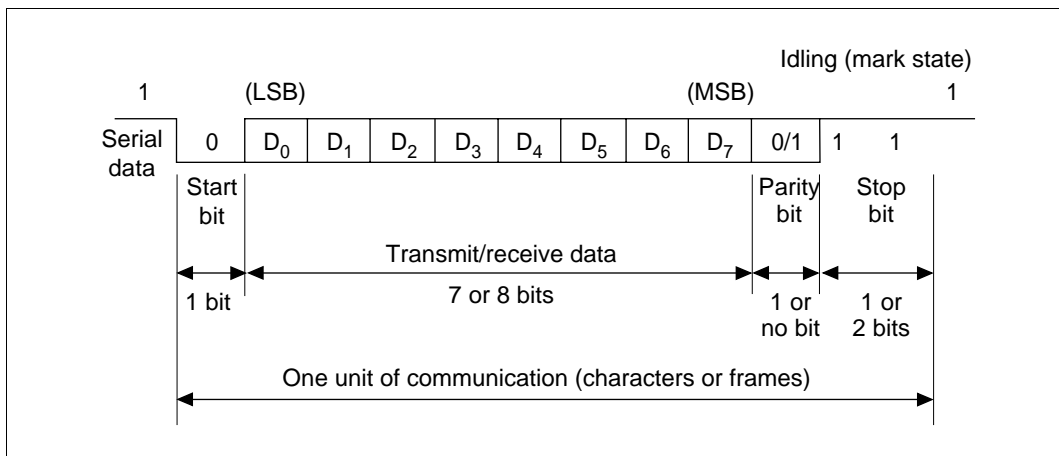 Idling (mark state)
1 (LSB) (MSB) 1
Serial data 0 D0 D1 D2 D3 D4 D5 D6 D7 0/1 1 1
Start bit Parity bit Stop bit
Transmit/receive data
1 bit 7 or 8 bits 1 or no bit 1 or 2 bits
One unit of communication (characters or frames)